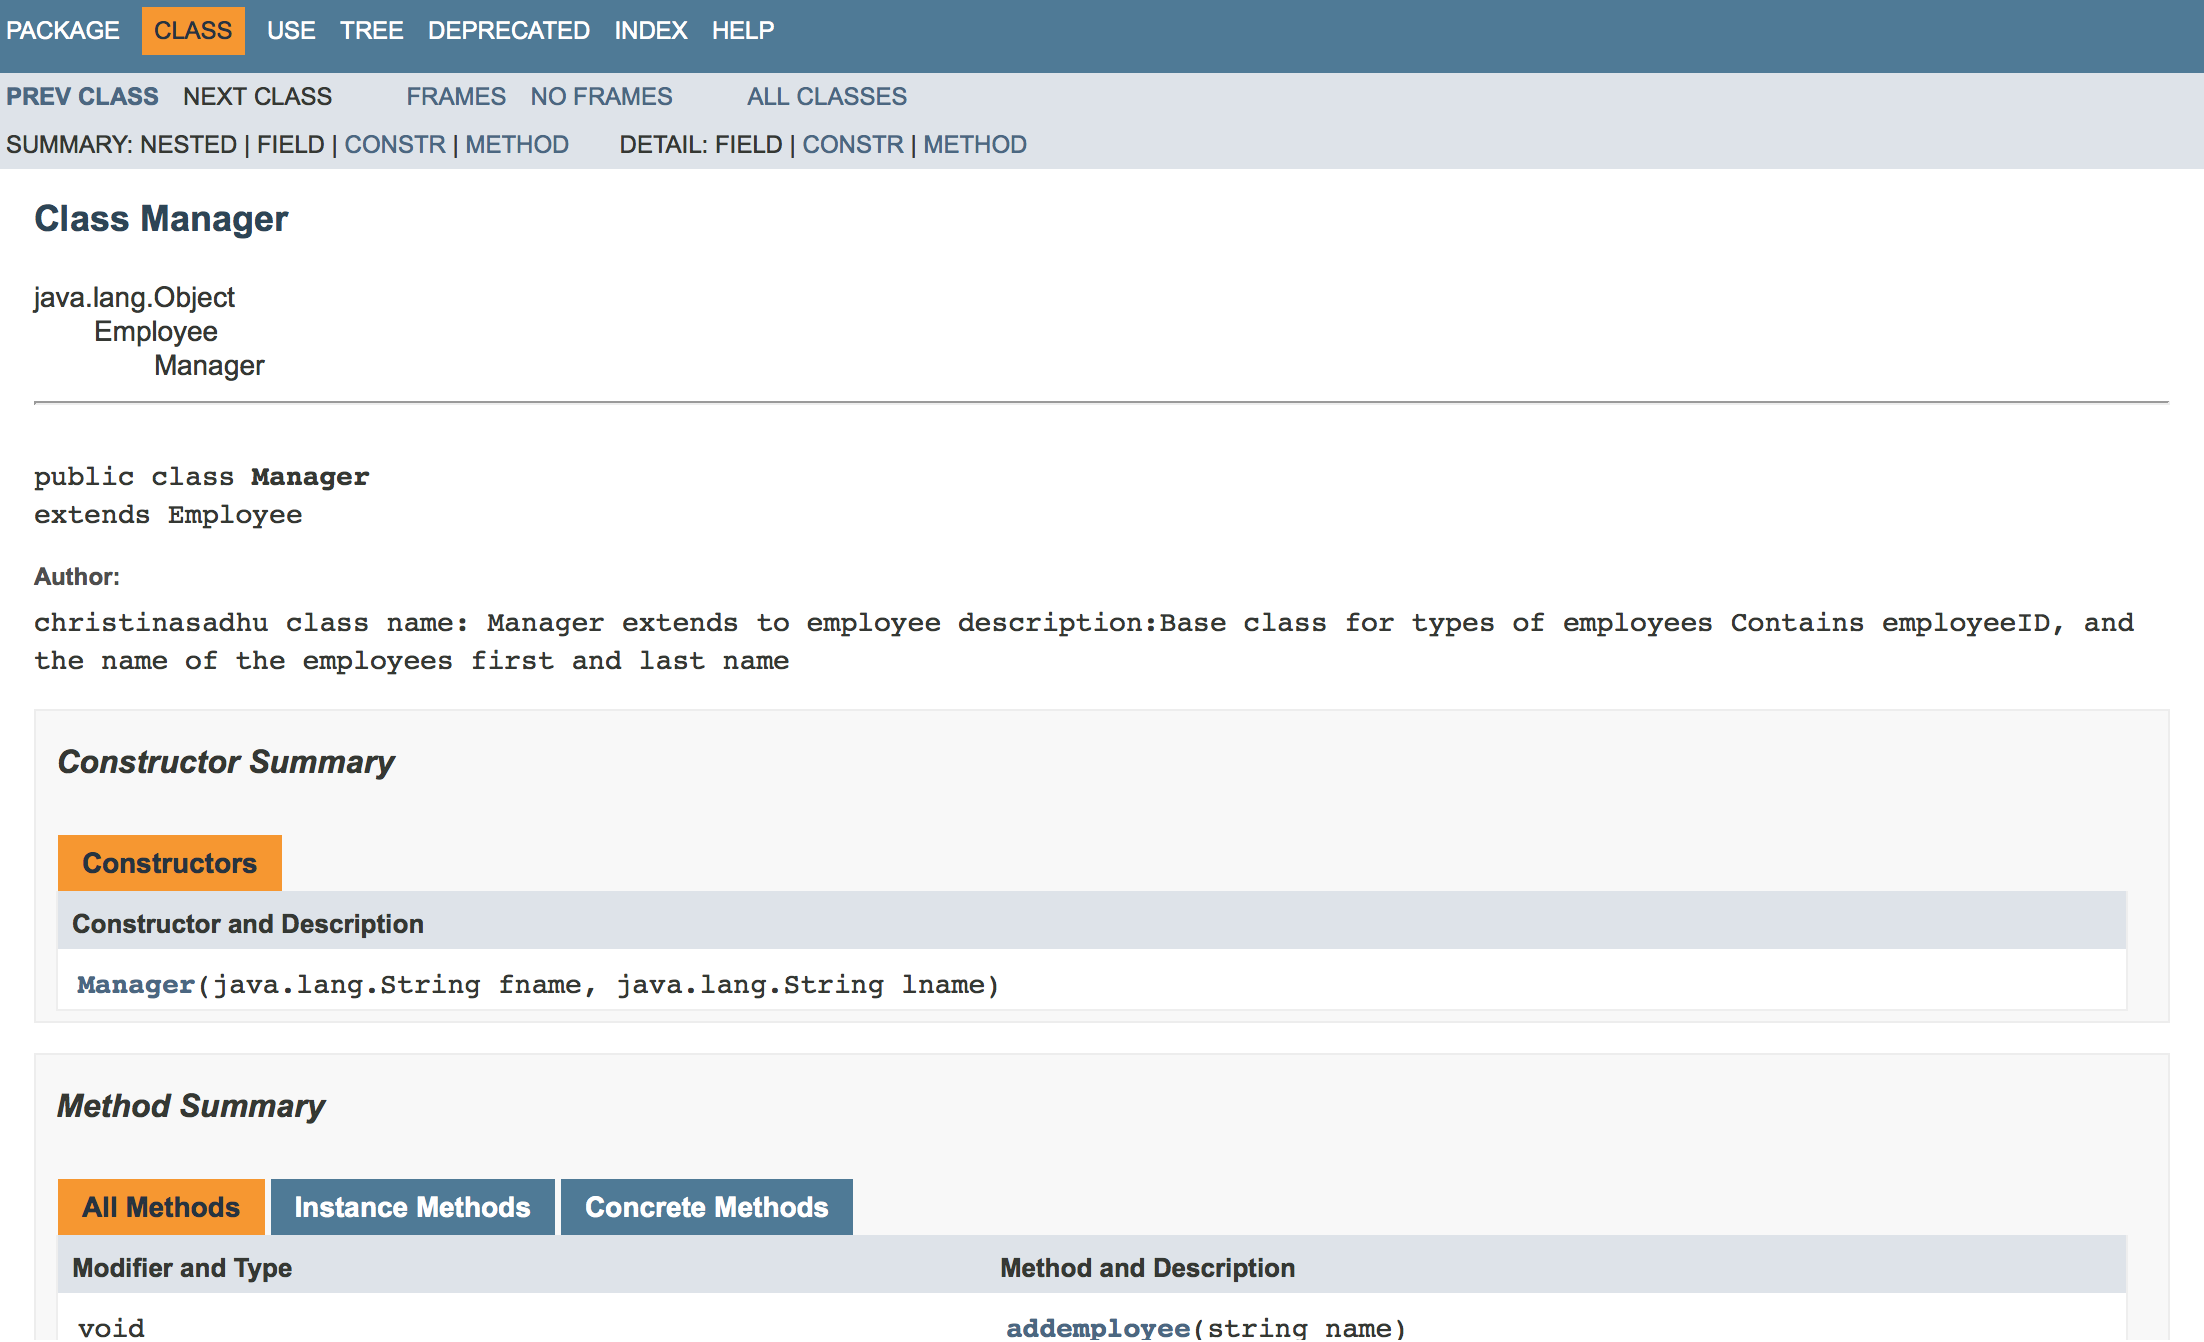 PACKAGE CLASS USE TREE DEPRECATED INDEX HELP
PREV CLASS NEXT CLASS FRAMES NO FRAMES ALL CLASSES
SUMMARY: NESTED | FIELD | CONSTR | METHOD DETAIL: FIELD | CONSTR | METHOD
Class Manager
java.lang.Object
Employee
Manager
public class Manager
extends Employee
Author:
christinasadhu class name: Manager extends to employee description:Base class for types of employees Contains employeeID, and
the name of the employees first and last name
Constructor Summary
Constructors
Constructor and Description
Manager(java.lang.String fname, java.lang.String lname)
Method Summary
All Methods Instance Methods Concrete Methods
Modifier and Type Method and Description
void addemployee(string name)